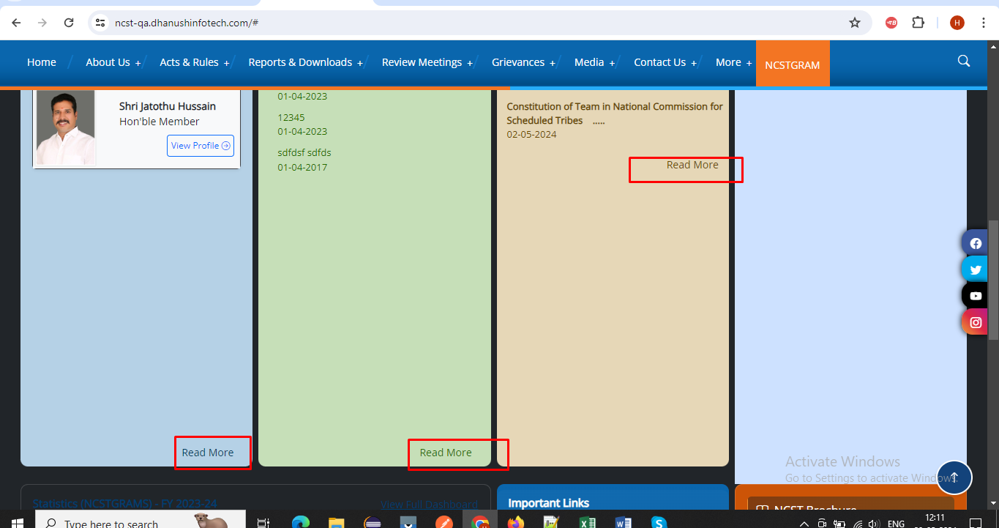 ncst-qa.dhanushinfotech.com/#
H
Home / About Us + / Acts & Rules + / Reports & Downloads + / Review Meetings + / Grievances + / Media + / Contact Us + / More + NCSTGRAM
Shri Jatothu Hussain
Hon'ble Member
View Profile
01-04-2023
12345
01-04-2023
sdfdsf sdfds
01-04-2017
Constitution of Team in National Commission for
Scheduled Tribes .....
02-05-2024
Read More
Read More
Read More
Activate Windows
Go to Settings to activate Windows.
Statistics (NCSTGRAMS) - FY 2023-24
View Full Dashboard
Important Links
NCST Brochure
Type here to search
ENG
12:11